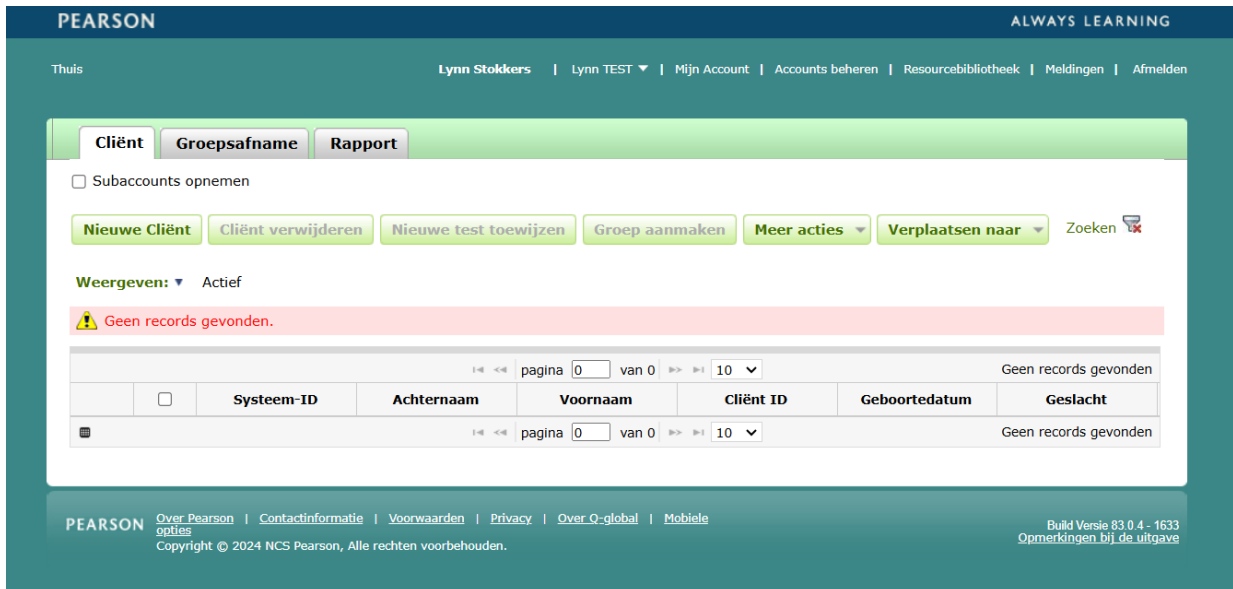 PEARSON ALWAYS LEARNING
Thuis Lynn Stokkers | Lynn TEST | Mijn Account | Accounts beheren | Resourcebibliotheek | Meldingen | Afmelden
Cliënt Groepsafname Rapport
Subaccounts opnemen
Nieuwe Cliënt Cliënt verwijderen Nieuwe test toewijzen Groep aanmaken Meer acties Verplaatsen naar Zoeken
Weergeven: Actief
Geen records gevonden.
pagina 0 van 0 10 Geen records gevonden
Systeem-ID Achternaam Voornaam Cliënt ID Geboortedatum Geslacht
pagina 0 van 0 10 Geen records gevonden
PEARSON Over Pearson | Contactinformatie | Voorwaarden | Privacy | Over Q-global | Mobiele
opties
Build Versie 83.0.4 - 1633
Copyright © 2024 NCS Pearson, Alle rechten voorbehouden.
Opmerkingen bij de uitgave